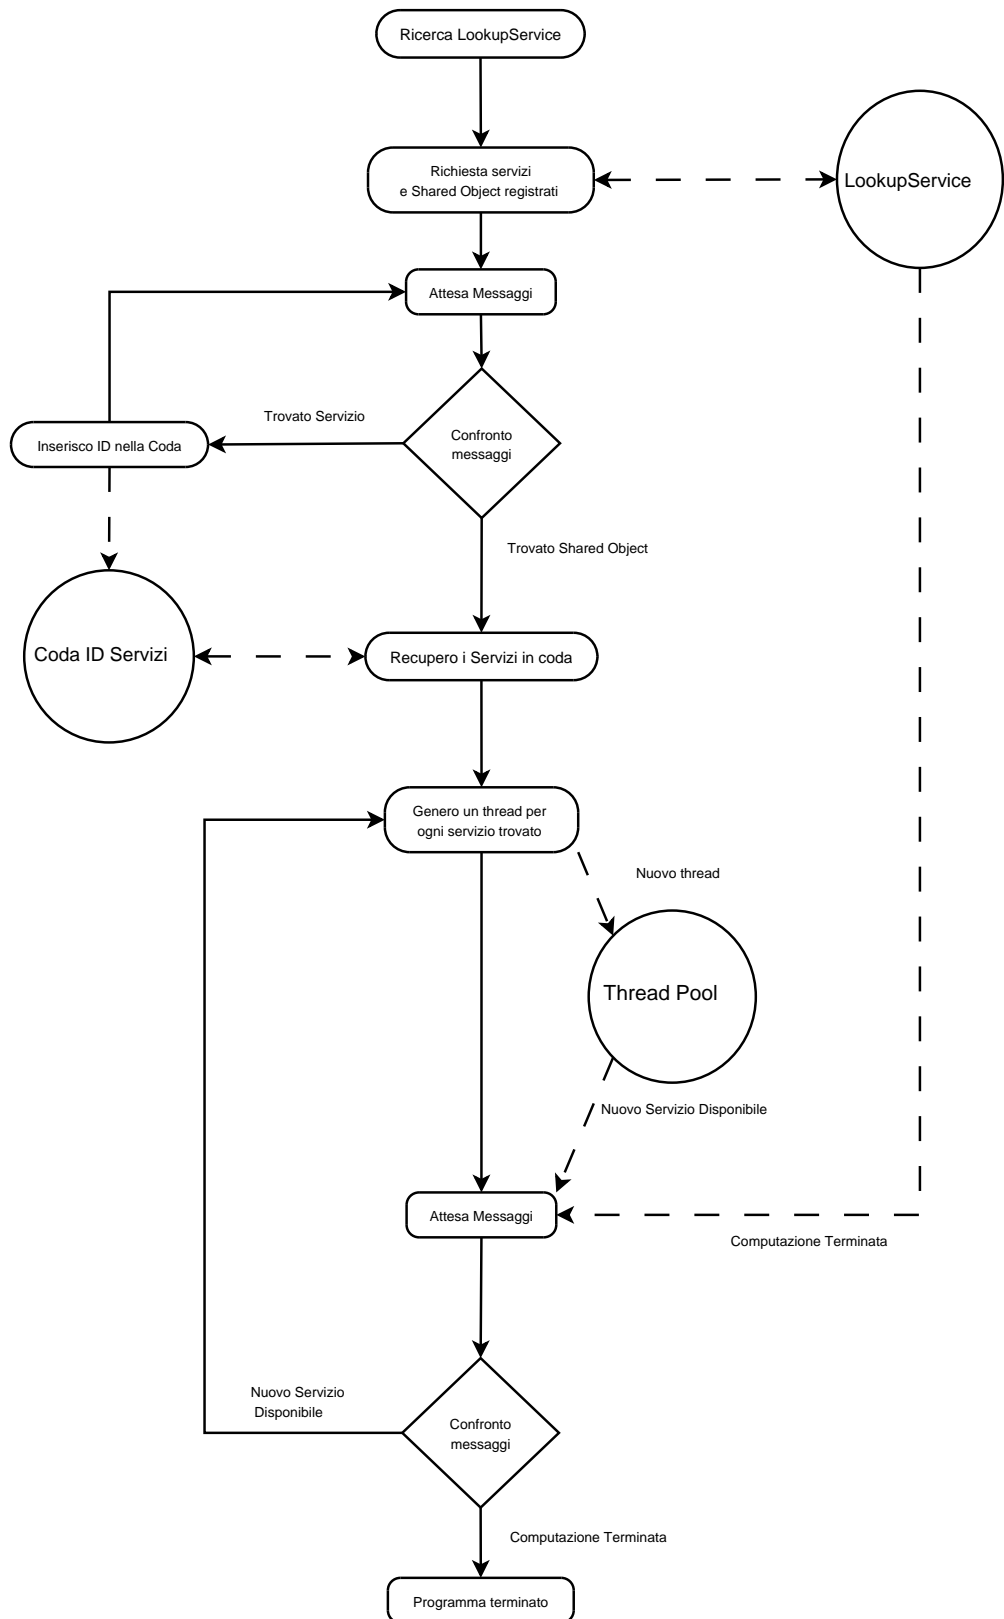 Ricerca LookupService
Richiesta servizi
e Shared Object registrati
LookupService
Attesa Messaggi
Trovato Servizio
Confronto
messaggi
Inserisco ID nella Coda
Trovato Shared Object
Coda ID Servizi
Recupero i Servizi in coda
Genero un thread per
ogni servizio trovato
Nuovo thread
Thread Pool
Nuovo Servizio Disponibile
Attesa Messaggi
Computazione Terminata
Nuovo Servizio
Disponibile
Confronto
messaggi
Computazione Terminata
Programma terminato